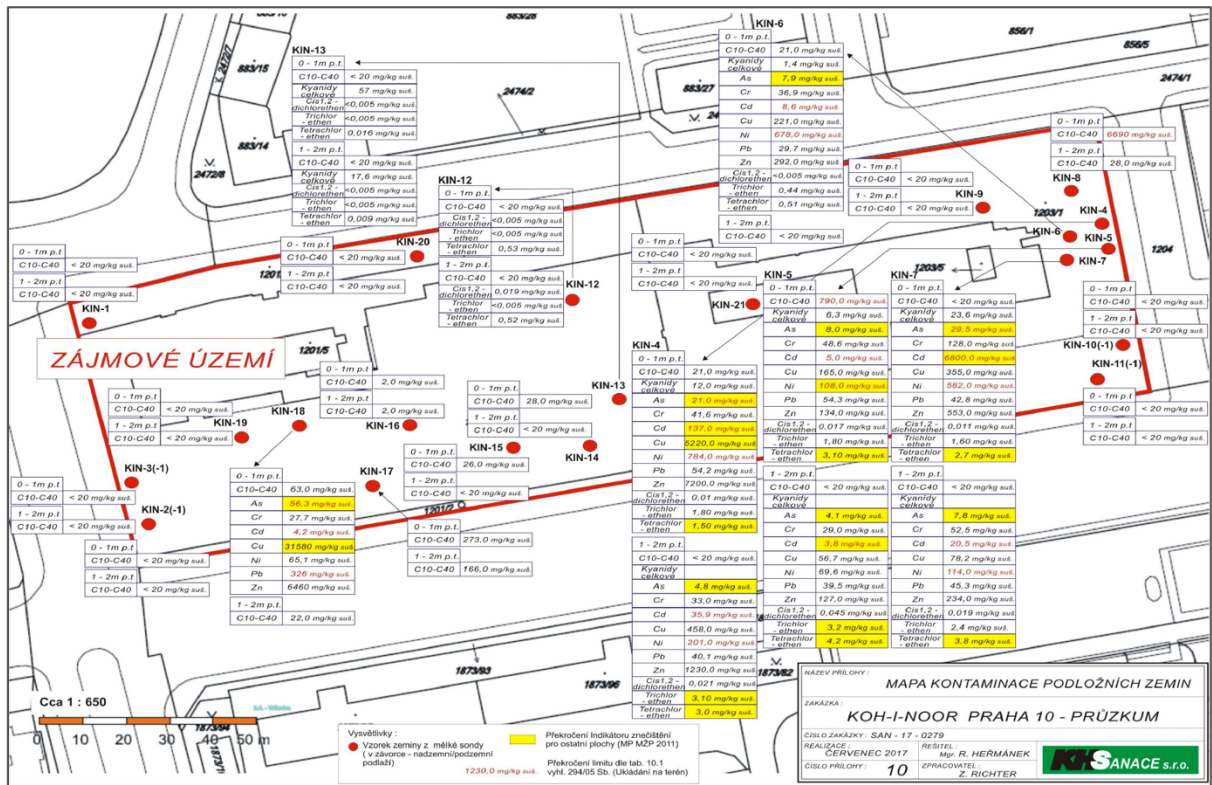 883/10
883/28
KIN-6
856/1
856/5
2472/7
883/15
KIN-13
0 - 1m p.t.
C10-C40 < 20 mg/kg suš.
Kyanidy celkové 57 mg/kg suš.
Cis1,2 - dichlorethen <0,005 mg/kg suš.
Trichlor - ethen <0,005 mg/kg suš.
Tetrachlor - ethen 0,016 mg/kg suš.
1 - 2m p.t.
C10-C40 < 20 mg/kg suš.
Kyanidy celkové 17,6 mg/kg suš.
Cis1,2 - dichlorethen <0,005 mg/kg suš.
Trichlor - ethen <0,005 mg/kg suš.
Tetrachlor - ethen 0,009 mg/kg suš.
0 - 1m p.t.
C10-C40 21,0 mg/kg suš.
Kyanidy celkové 1,4 mg/kg suš.
As 7,9 mg/kg suš.
Cr 36,9 mg/kg suš.
Cd 8,6 mg/kg suš.
Cu 221,0 mg/kg suš.
Ni 678,0 mg/kg suš.
Pb 29,7 mg/kg suš.
Zn 292,0 mg/kg suš.
Cis1,2 - dichlorethen <0,005 mg/kg suš.
Trichlor - ethen 0,44 mg/kg suš.
Tetrachlor - ethen 0,51 mg/kg suš.
1 - 2m p.t.
C10-C40 < 20 mg/kg suš.
2474/2
883/27
2474/1
883/14
2472/8
0 - 1m p.t.
C10-C40 6690 mg/kg suš.
1 - 2m p.t.
C10-C40 28,0 mg/kg suš.
KIN-8
0 - 1m p.t.
C10-C40 < 20 mg/kg suš.
1 - 2m p.t
C10-C40 < 20 mg/kg suš.
KIN-9
1203/1
KIN-4
KIN-6
KIN-5
KIN-7
1204
1203/5
KIN-12
0 - 1m p.t.
C10-C40 < 20 mg/kg suš.
Cis1,2 - dichlorethen <0,005 mg/kg suš.
Trichlor - ethen <0,005 mg/kg suš.
Tetrachlor - ethen 0,53 mg/kg suš.
1 - 2m p.t.
C10-C40 < 20 mg/kg suš.
Cis1,2 - dichlorethen 0,019 mg/kg suš.
Trichlor - ethen <0,005 mg/kg suš.
Tetrachlor - ethen 0,52 mg/kg suš.
KIN-12
0 - 1m p.t
C10-C40 < 20 mg/kg suš.
1 - 2m p.t
C10-C40 < 20 mg/kg suš.
KIN-20
0 - 1m p.t
C10-C40 < 20 mg/kg suš.
1 - 2m p.t
C10-C40 < 20 mg/kg suš.
KIN-1
ZÁJMOVÉ ÚZEMÍ
1201/5
0 - 1m p.t
C10-C40 < 20 mg/kg suš.
1 - 2m p.t
C10-C40 < 20 mg/kg suš.
KIN-21
KIN-5
0 - 1m p.t.
C10-C40 790,0 mg/kg suš.
Kyanidy celkové 6,3 mg/kg suš.
As 8,0 mg/kg suš.
Cr 48,6 mg/kg suš.
Cd 5,0 mg/kg suš.
Cu 165,0 mg/kg suš.
Ni 108,0 mg/kg suš.
Pb 54,3 mg/kg suš.
Zn 134,0 mg/kg suš.
Cis1,2 - dichlorethen 0,017 mg/kg suš.
Trichlor - ethen 1,80 mg/kg suš.
Tetrachlor - ethen 3,10 mg/kg suš.
1 - 2m p.t.
C10-C40 < 20 mg/kg suš.
Kyanidy celkové
As 4,1 mg/kg suš.
Cr 29,0 mg/kg suš.
Cd 3,8 mg/kg suš.
Cu 56,7 mg/kg suš.
Ni 69,6 mg/kg suš.
Pb 39,5 mg/kg suš.
Zn 127,0 mg/kg suš.
Cis1,2 - dichlorethen 0,045 mg/kg suš.
Trichlor - ethen 3,2 mg/kg suš.
Tetrachlor - ethen 4,2 mg/kg suš.
KIN-7
0 - 1m p.t.
C10-C40 < 20 mg/kg suš.
Kyanidy celkové 23,6 mg/kg suš.
As 29,5 mg/kg suš.
Cr 128,0 mg/kg suš.
Cd 6800,0 mg/kg suš.
Cu 355,0 mg/kg suš.
Ni 582,0 mg/kg suš.
Pb 42,8 mg/kg suš.
Zn 553,0 mg/kg suš.
Cis1,2 - dichlorethen 0,011 mg/kg suš.
Trichlor - ethen 1,60 mg/kg suš.
Tetrachlor - ethen 2,7 mg/kg suš.
1 - 2m p.t.
C10-C40 < 20 mg/kg suš.
Kyanidy celkové
As 7,8 mg/kg suš.
Cr 52,5 mg/kg suš.
Cd 20,5 mg/kg suš.
Cu 78,2 mg/kg suš.
Ni 114,0 mg/kg suš.
Pb 45,3 mg/kg suš.
Zn 234,0 mg/kg suš.
Cis1,2 - dichlorethen 0,019 mg/kg suš.
Trichlor - ethen 2,4 mg/kg suš.
Tetrachlor - ethen 3,8 mg/kg suš.
0 - 1m p.t
C10-C40 < 20 mg/kg suš.
1 - 2m p.t
C10-C40 < 20 mg/kg suš.
KIN-10(-1)
KIN-11(-1)
0 - 1m p.t
C10-C40 < 20 mg/kg suš.
1 - 2m p.t
C10-C40 < 20 mg/kg suš.
KIN-4
0 - 1m p.t.
C10-C40 21,0 mg/kg suš.
Kyanidy celkové 12,0 mg/kg suš.
As 21,0 mg/kg suš.
Cr 41,6 mg/kg suš.
Cd 137,0 mg/kg suš.
Cu 5220,0 mg/kg suš.
Ni 784,0 mg/kg suš.
Pb 54,2 mg/kg suš.
Zn 7200,0 mg/kg suš.
Cis1,2 - dichlorethen 0,01 mg/kg suš.
Trichlor - ethen 1,80 mg/kg suš.
Tetrachlor - ethen 1,50 mg/kg suš.
1 - 2m p.t.
C10-C40 < 20 mg/kg suš.
Kyanidy celkové
As 4,8 mg/kg suš.
Cr 33,0 mg/kg suš.
Cd 35,9 mg/kg suš.
Cu 458,0 mg/kg suš.
Ni 201,0 mg/kg suš.
Pb 40,1 mg/kg suš.
Zn 1230,0 mg/kg suš.
Cis1,2 - dichlorethen 0,021 mg/kg suš.
Trichlor - ethen 3,10 mg/kg suš.
Tetrachlor - ethen 3,0 mg/kg suš.
0 - 1m p.t
C10-C40 2,0 mg/kg suš.
1 - 2m p.t
C10-C40 2,0 mg/kg suš.
KIN-16
0 - 1m p.t
C10-C40 28,0 mg/kg suš.
1 - 2m p.t
C10-C40 < 20 mg/kg suš.
KIN-13
KIN-14
KIN-15
0 - 1m p.t
C10-C40 26,0 mg/kg suš.
1 - 2m p.t
C10-C40 < 20 mg/kg suš.
0 - 1m p.t
C10-C40 < 20 mg/kg suš.
1 - 2m p.t
C10-C40 < 20 mg/kg suš.
KIN-19
KIN-18
KIN-17
0 - 1m p.t
C10-C40 273,0 mg/kg suš.
1 - 2m p.t
C10-C40 166,0 mg/kg suš.
1201/2
KIN-3(-1)
0 - 1m p.t
C10-C40 < 20 mg/kg suš.
1 - 2m p.t
C10-C40 < 20 mg/kg suš.
KIN-2(-1)
0 - 1m p.t
C10-C40 < 20 mg/kg suš.
1 - 2m p.t
C10-C40 < 20 mg/kg suš.
0 - 1m p.t.
C10-C40 63,0 mg/kg suš.
As 56,3 mg/kg suš.
Cr 27,7 mg/kg suš.
Cd 4,2 mg/kg suš.
Cu 31580 mg/kg suš.
Ni 65,1 mg/kg suš.
Pb 326 mg/kg suš.
Zn 6460 mg/kg suš.
1 - 2m p.t
C10-C40 22,0 mg/kg suš.
1873/93
1873/96
1873/82
1873/94
Cca 1 : 650
0 10 20 30 40 50 m
Vysvětlivky :
Vzorek zeminy z mělké sondy
( v závorce - nadzemní/podzemní
podlaží)
Překročení Indikátoru znečištění
pro ostatní plochy (MP MŽP 2011)
1230,0 mg/kg suš.
Překročení limitu dle tab. 10.1
vyhl. 294/05 Sb. (Ukládání na terén)
NÁZEV PŘÍLOHY :
MAPA KONTAMINACE PODLOŽNÍCH ZEMIN
ZAKÁZKA :
KOH-I-NOOR PRAHA 10 - PRŮZKUM
ČÍSLO ZAKÁZKY : SAN - 17 - 0279
REALIZACE : ČERVENEC 2017
ŘEŠITEL : Mgr. R. HEŘMÁNEK
ČÍSLO PŘÍLOHY : 10
ZPRACOVATEL : Z. RICHTER
KHSANACE s.r.o.